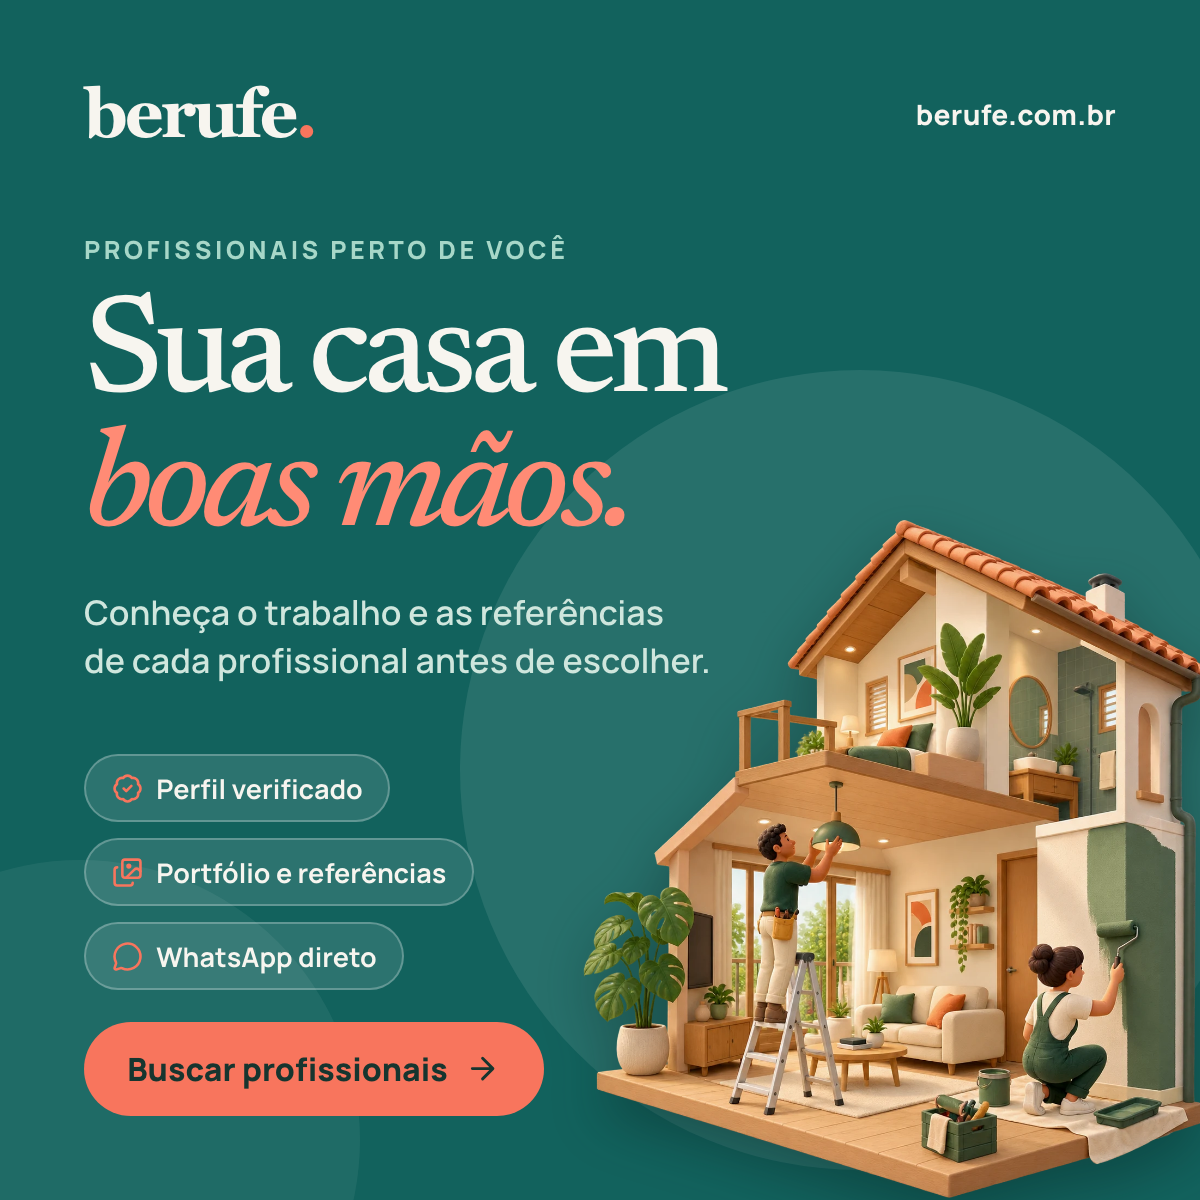 berufe.
berufe.com.br
PROFISSIONAIS PERTO DE VOCÊ
Sua casa em
boas mãos.
Conheça o trabalho e as referências
de cada profissional antes de escolher.
Perfil verificado
Portfólio e referências
WhatsApp direto
Buscar profissionais →